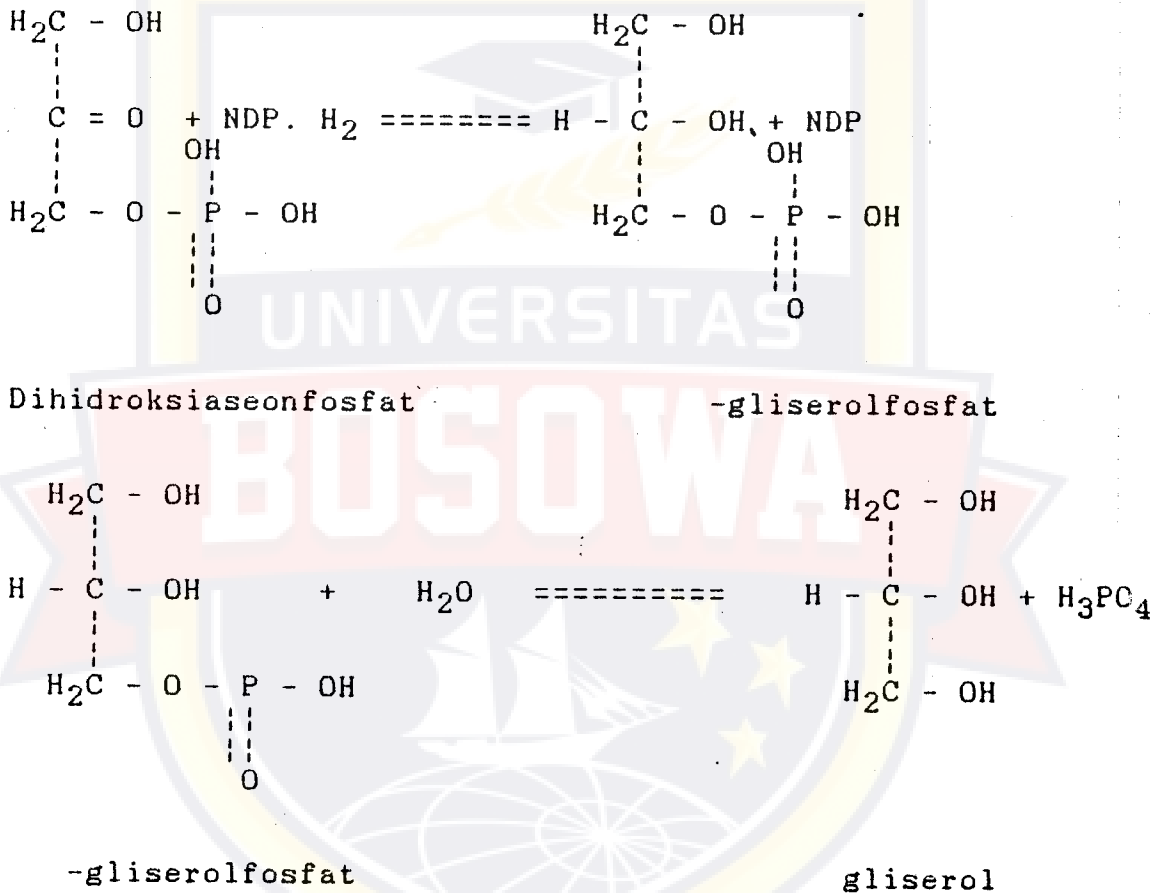 H2C - OH H2C - OH
C = O + NDP. H2 ======== H - C - OH + NDP
OH OH
H2C - O - P - OH H2C - O - P - OH
O O
UNIVERSITAS
Dihidroksiaseonfosfat -gliserolfosfat
BOSOWA
H2C - OH H2C - OH
H - C - OH + H2O ========== H - C - OH + H3PO4
H2C - O - P - OH H2C - OH
O
-gliserolfosfat gliserol